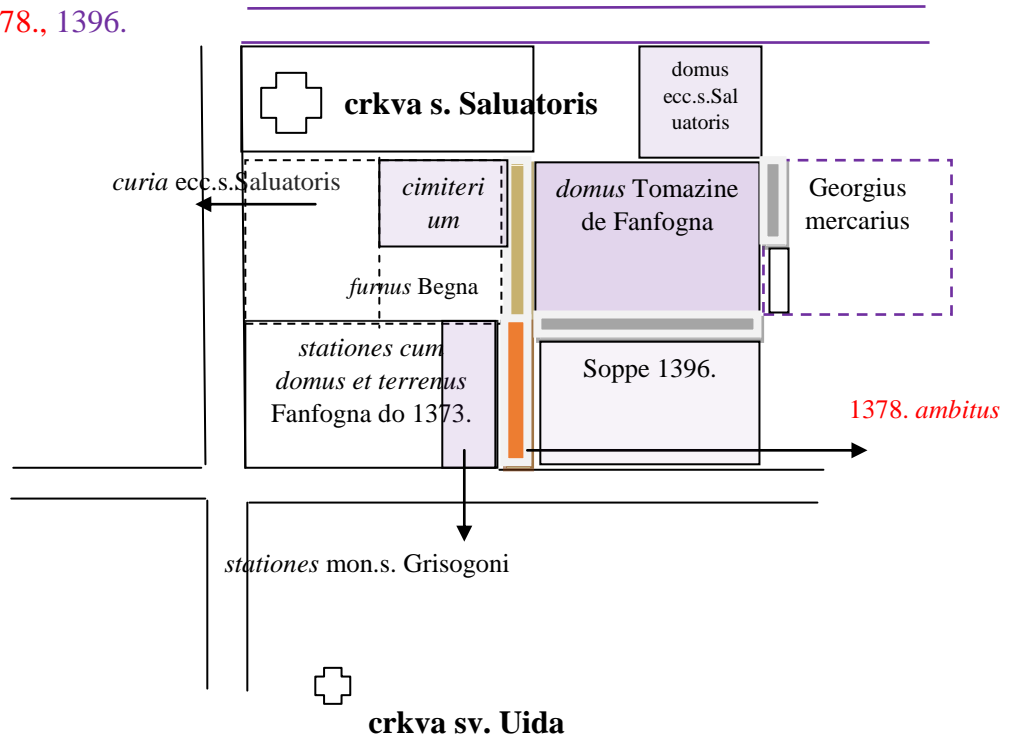 78., 1396.
domus
ecc.s.Sal
uatoris
crkva s. Saluatoris
curia ecc.s.Saluatoris
cimiteri
um
domus Tomazine
de Fanfogna
Georgius
mercarius
furnus Begna
stationes cum
domus et terrenus
Fanfogna do 1373.
Soppe 1396.
1378. ambitus
stationes mon.s. Grisogoni
crkva sv. Uida